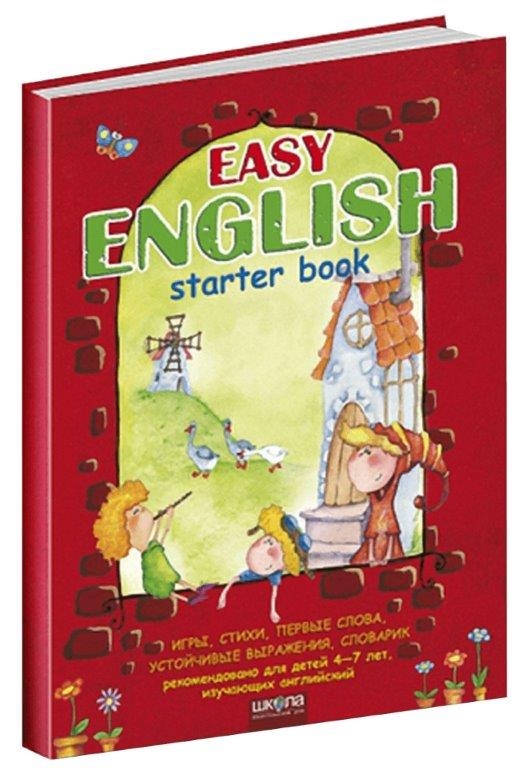 EASY
ENGLISH
starter book
ИГРЫ, СТИХИ, ПЕРВЫЕ СЛОВА,
УСТОЙЧИВЫЕ ВЫРАЖЕНИЯ, СЛОВАРИК
рекомендовано для детей 4—7 лет,
изучающих английский
школа